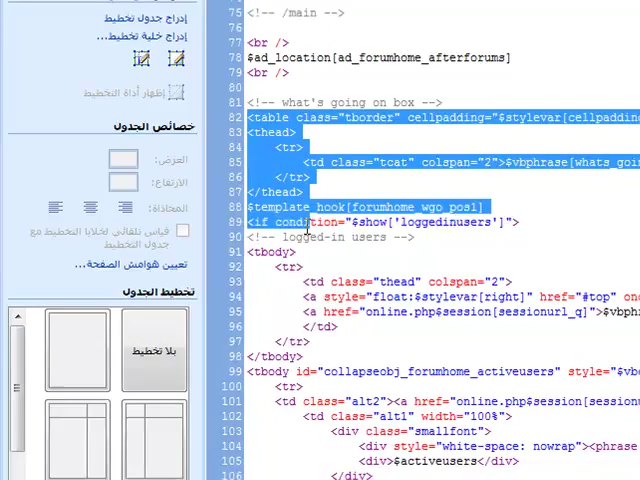 إدراج جدول تخطيط
إدراج خلية تخطيط...
إظهار أداة التخطيط
خصائص الجدول
العرض:
الارتفاع:
المحاذاة:
قياس تلقائي لخلايا التخطيط مع
جدول التخطيط
تعيين هوامش الصفحة...
تخطيط الجدول
بلا تخطيط
75 <!-- /main -->
76
77 <br />
78 $ad_location[ad_forumhome_afterforums]
79 <br />
80
81 <!-- what's going on box -->
82 <table class="tborder" cellpadding="$stylevar[cellpadding
83 <thead>
84 <tr>
85 <td class="tcat" colspan="2">$vbphrase[whats_goin
86 </tr>
87 </thead>
88 $template_hook[forumhome_wgo_pos1]
89 <if condition="$show['loggedinusers']">
90 <!-- logged-in users -->
91 <tbody>
92 <tr>
93 <td class="thead" colspan="2">
94 <a style="float:$stylevar[right]" href="#top" onc
95 <a href="online.php$session[sessionurl_q]">$vbphr
96 </td>
97 </tr>
98 </tbody>
99 <tbody id="collapseobj_forumhome_activeusers" style="$vb
100 <tr>
101 <td class="alt2"><a href="online.php$session[session
102 <td class="alt1" width="100%">
103 <div class="smallfont">
104 <div style="white-space: nowrap"><phrase
105 <div>$activeusers</div>
106 </div>